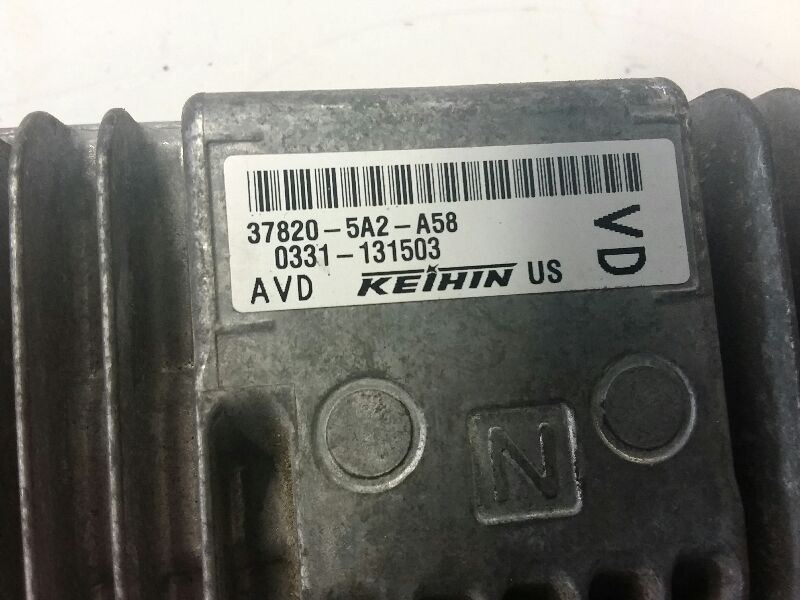 37820-5A2-A58
0331-131503
AVD KEIHIN US
VD
N